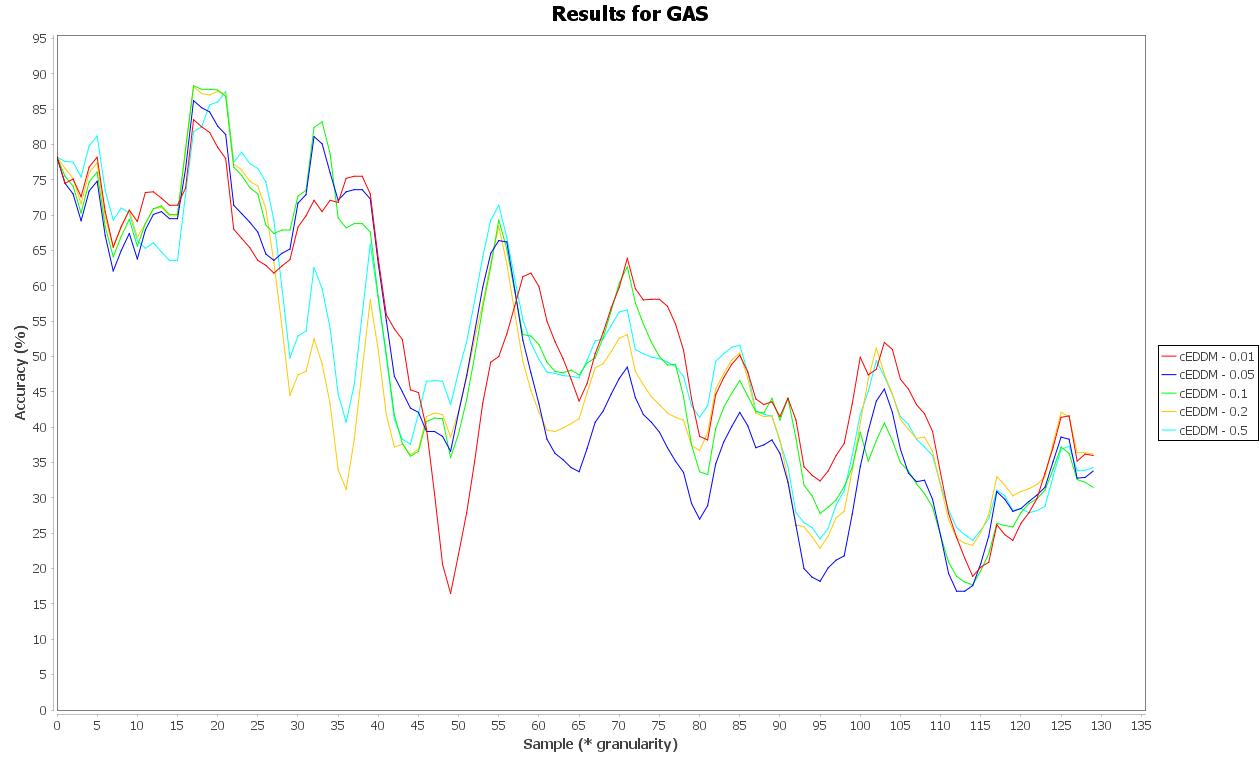 Results for GAS
Accuracy (%)
95
90
85
80
75
70
65
60
55
50
45
40
35
30
25
20
15
10
5
0
0 5 10 15 20 25 30 35 40 45 50 55 60 65 70 75 80 85 90 95 100 105 110 115 120 125 130 135
Sample (* granularity)
cEDDM - 0.01
cEDDM - 0.05
cEDDM - 0.1
cEDDM - 0.2
cEDDM - 0.5